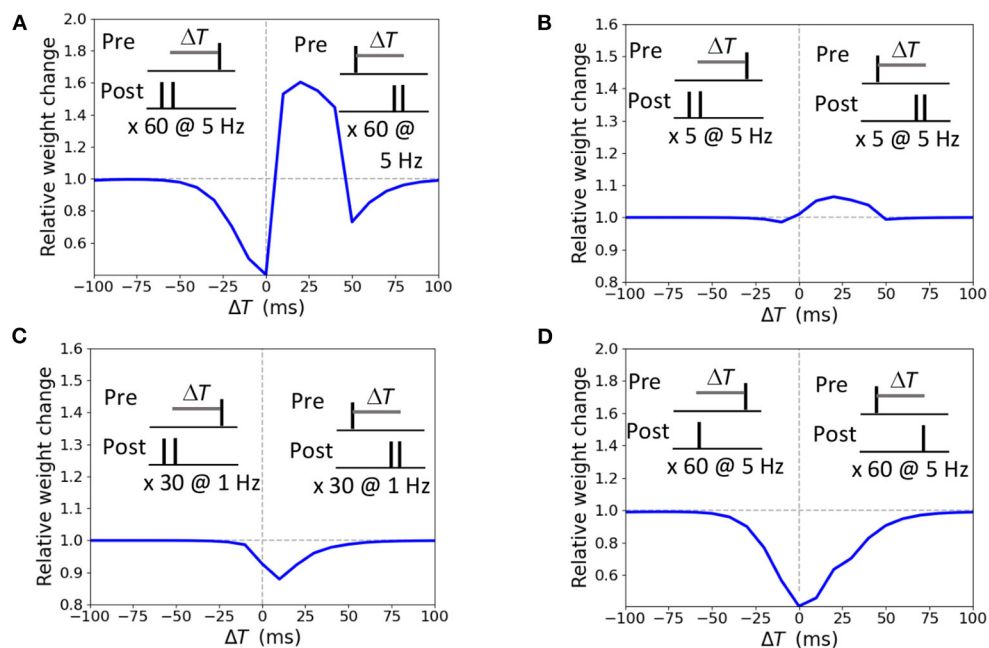 A
Relative weight change
2.0
1.8
1.6
1.4
1.2
1.0
0.8
0.6
Pre
ΔT
Post
x 60 @ 5 Hz
Pre
ΔT
x 60 @
5 Hz
−100 −75 −50 −25 0 25 50 75 100
ΔT (ms)
B
Relative weight change
1.6
1.5
1.4
1.3
1.2
1.1
1.0
0.9
0.8
Pre
ΔT
Post
x 5 @ 5 Hz
Pre
ΔT
Post
x 5 @ 5 Hz
−100 −75 −50 −25 0 25 50 75 100
ΔT (ms)
C
Relative weight change
1.6
1.5
1.4
1.3
1.2
1.1
1.0
0.9
0.8
Pre
ΔT
Post
x 30 @ 1 Hz
Pre
ΔT
Post
x 30 @ 1 Hz
−100 −75 −50 −25 0 25 50 75 100
ΔT (ms)
D
Relative weight change
2.0
1.8
1.6
1.4
1.2
1.0
0.8
0.6
Pre
ΔT
Post
x 60 @ 5 Hz
Pre
ΔT
Post
x 60 @ 5 Hz
−100 −75 −50 −25 0 25 50 75 100
ΔT (ms)